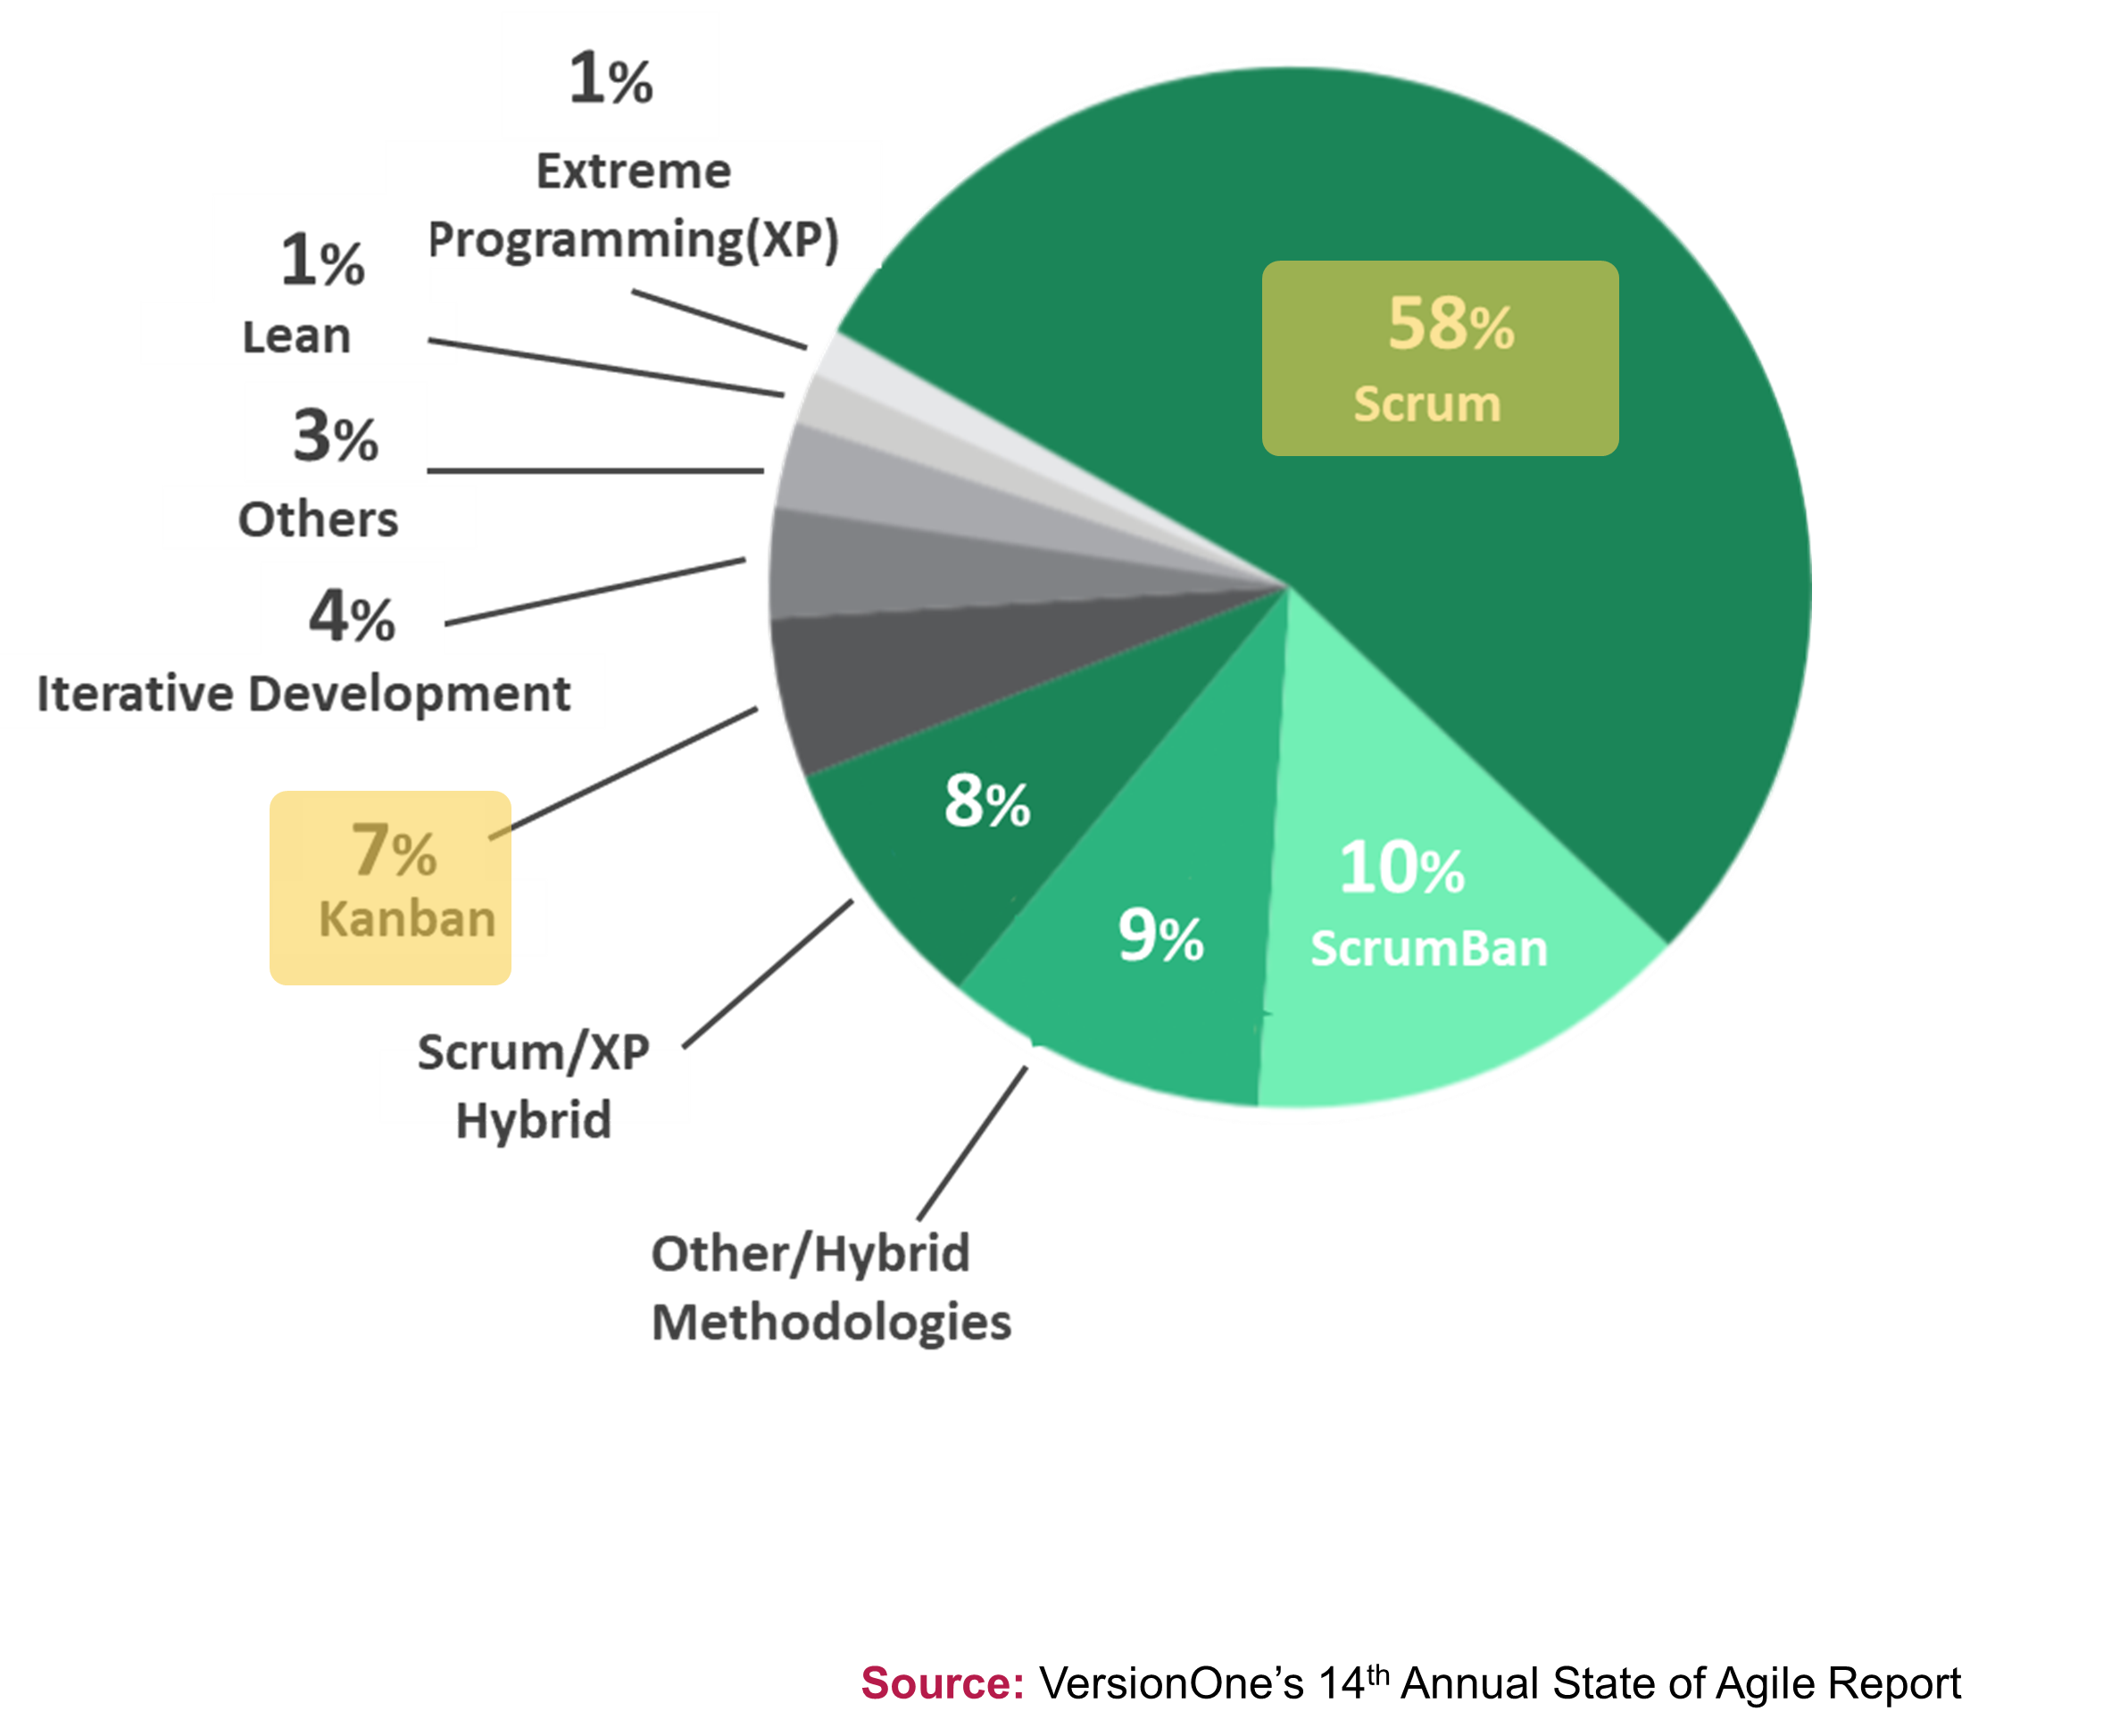 1%
Extreme
Programming(XP)
1%
Lean
3%
Others
4%
Iterative Development
7%
Kanban
Scrum/XP
Hybrid
Other/Hybrid
Methodologies
58%
Scrum
8%
9%
10%
ScrumBan
Source: VersionOne’s 14th Annual State of Agile Report